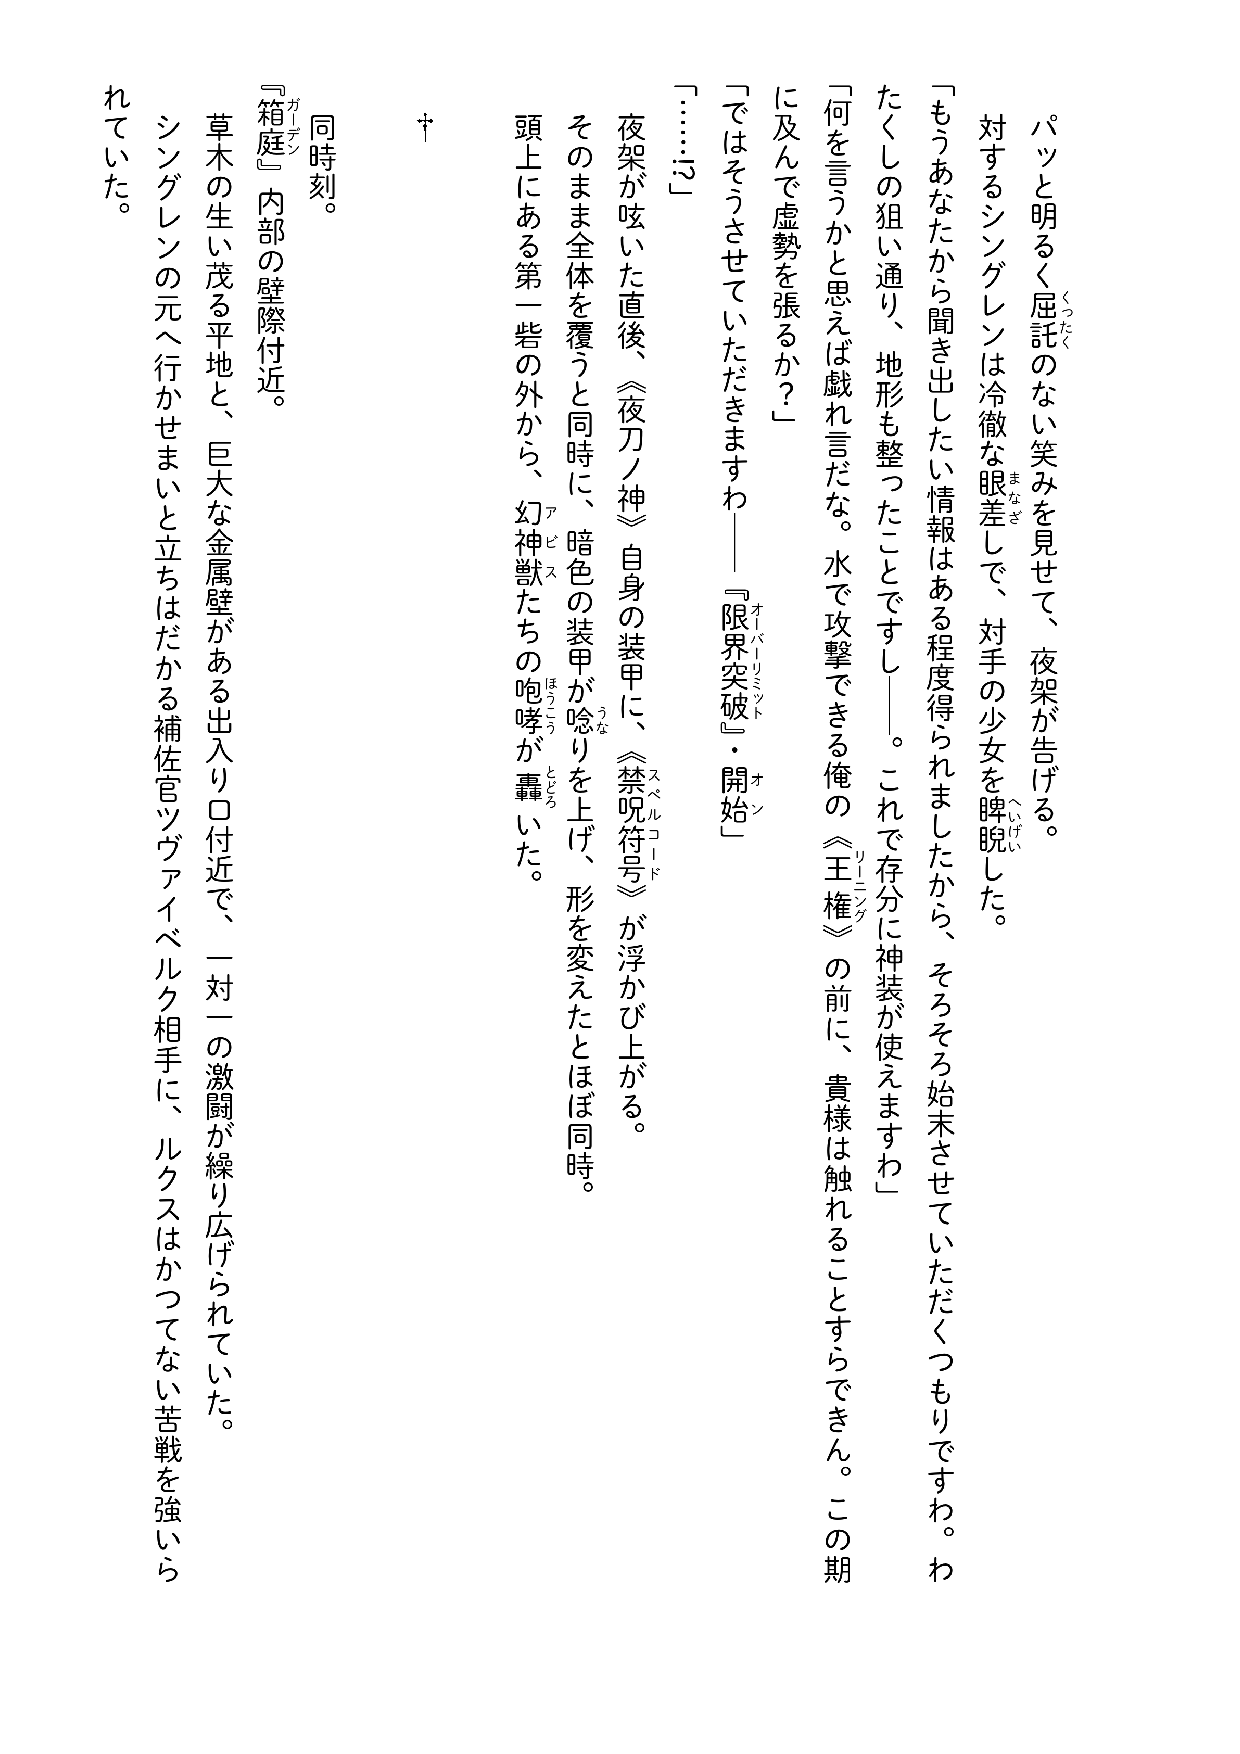 パッと明るく屈託のない笑みを見せて、夜架が告げる。
対するシングレンは冷徹な眼差しで、対手の少女を睥睨した。
「もうあなたから聞き出したい情報はある程度得られましたから、そろそろ始末させていただくつもりですわ。わ
たくしの狙い通り、地形も整ったことですし――。これで存分に神装が使えますわ」
「何を言うかと思えば戯れ言だな。水で攻撃できる俺の《王権》の前に、貴様は触れることすらできん。この期
に及んで虚勢を張るか？」
「ではそうさせていただきますわ――『限界突破』・開始」
「……!?」
夜架が呟いた直後、《夜刀ノ神》自身の装甲に、《禁呪符号》が浮かび上がる。
そのまま全体を覆うと同時に、暗色の装甲が唸りを上げ、形を変えたとほぼ同時。
頭上にある第一砦の外から、幻神獣たちの咆哮が轟いた。
†
同時刻。
『箱庭』内部の壁際付近。
草木の生い茂る平地と、巨大な金属壁がある出入り口付近で、一対一の激闘が繰り広げられていた。
シングレンの元へ行かせまいと立ちはだかる補佐官ツヴァイベルク相手に、ルクスはかつてない苦戦を強いら
れていた。